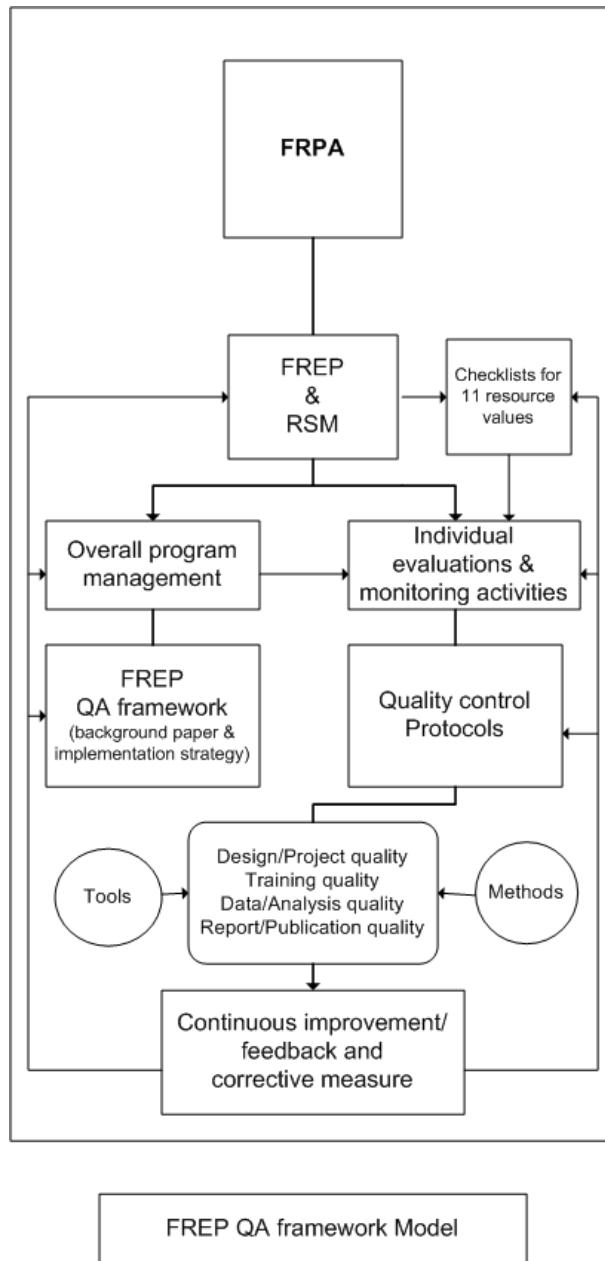 FRPA
FREP
&
RSM
Checklists for
11 resource
values
Overall program
management
Individual
evaluations &
monitoring activities
FREP
QA framework
(background paper &
implementation strategy)
Quality control
Protocols
Tools
Design/Project quality
Training quality
Data/Analysis quality
Report/Publication quality
Methods
Continuous improvement/
feedback and
corrective measure
FREP QA framework Model